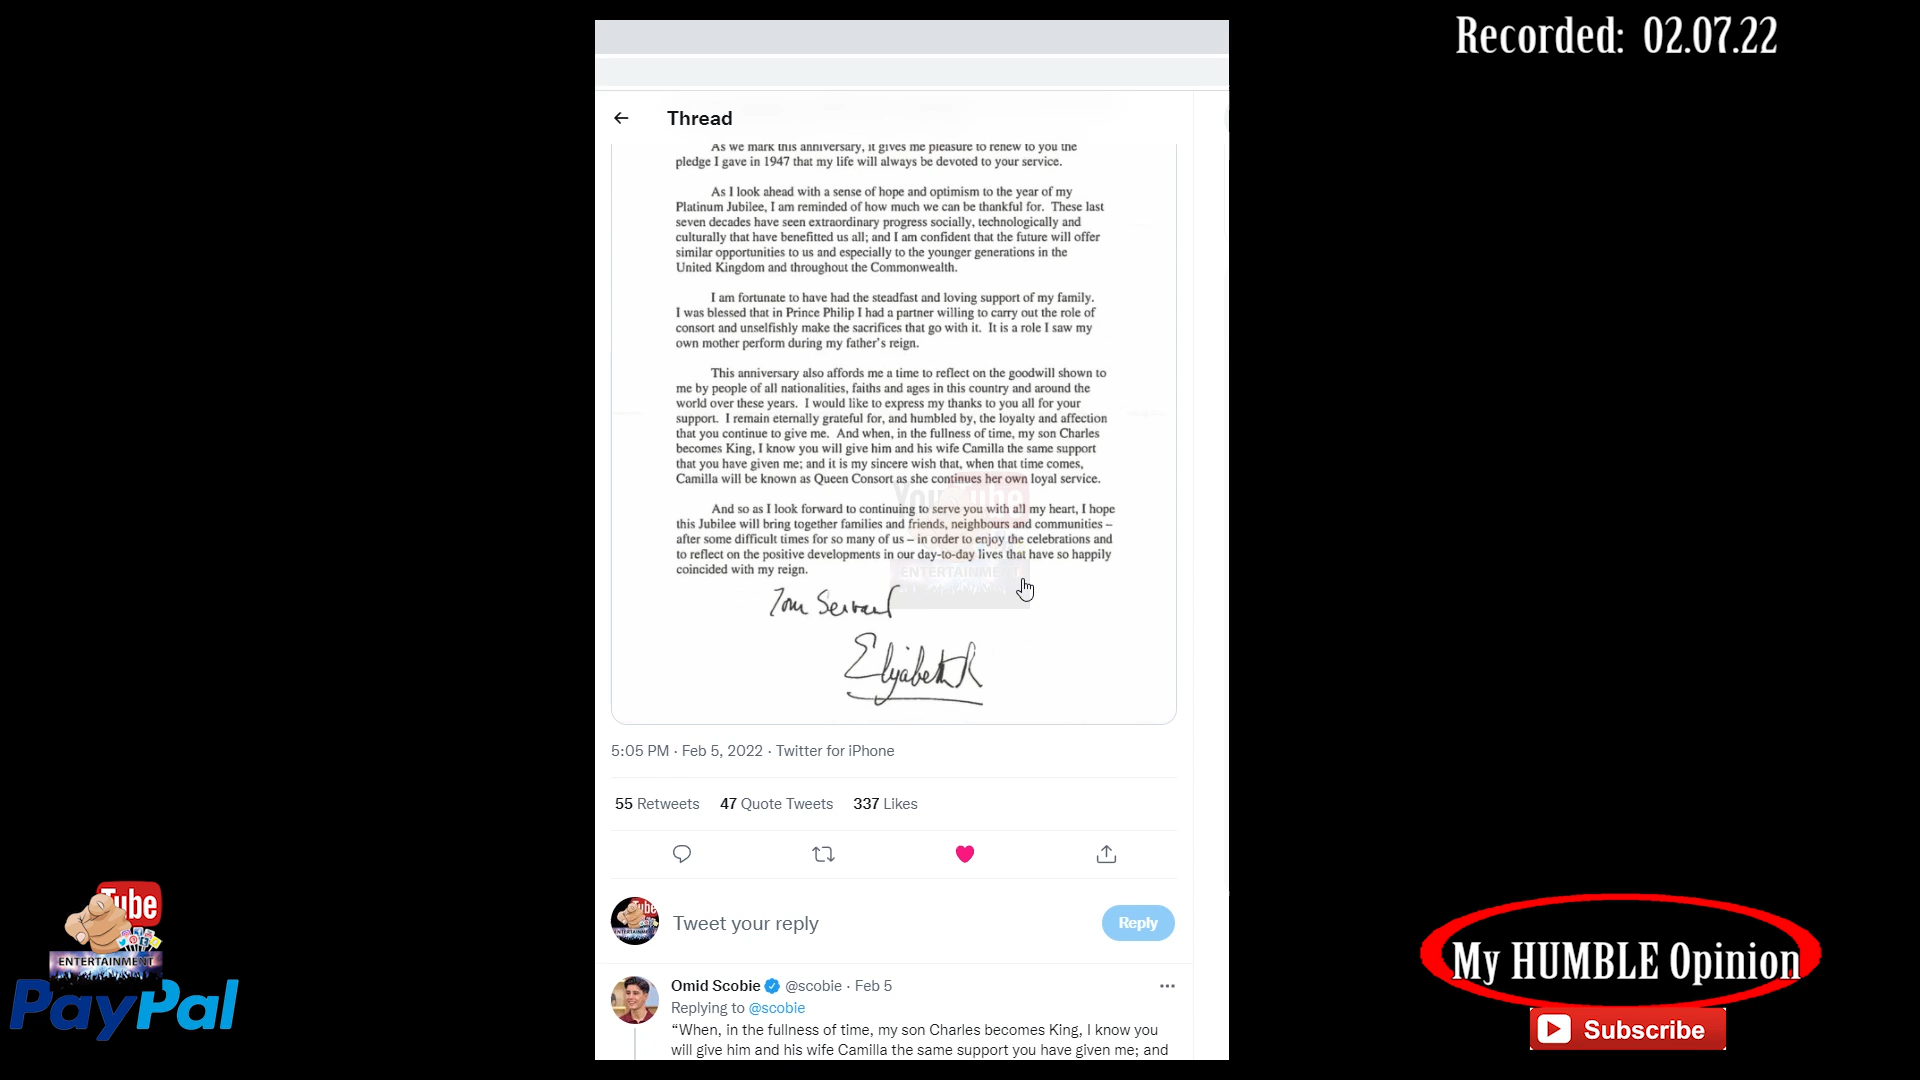 Recorded: 02.07.22
Thread
As we mark this anniversary, it gives me pleasure to renew to you the
pledge I gave in 1947 that my life will always be devoted to your service.
As I look ahead with a sense of hope and optimism to the year of my
Platinum Jubilee, I am reminded of how much we can be thankful for. These last
seven decades have seen extraordinary progress socially, technologically and
culturally that have benefitted us all; and I am confident that the future will offer
similar opportunities to us and especially to the younger generations in the
United Kingdom and throughout the Commonwealth.
I am fortunate to have had the steadfast and loving support of my family.
I was blessed that in Prince Philip I had a partner willing to carry out the role of
consort and unselfishly make the sacrifices that go with it. It is a role I saw my
own mother perform during my father's reign.
This anniversary also affords me a time to reflect on the goodwill shown to
me by people of all nationalities, faiths and ages in this country and around the
world over these years. I would like to express my thanks to you all for your
support. I remain eternally grateful for, and humbled by, the loyalty and affection
that you continue to give me. And when, in the fullness of time, my son Charles
becomes King, I know you will give him and his wife Camilla the same support
that you have given me; and it is my sincere wish that, when that time comes,
Camilla will be known as Queen Consort as she continues her own loyal service.
And so as I look forward to continuing to serve you with all my heart, I hope
this Jubilee will bring together families and friends, neighbours and communities –
after some difficult times for so many of us – in order to enjoy the celebrations and
to reflect on the positive developments in our day-to-day lives that have so happily
coincided with my reign.
YouTube
ENTERTAINMENT
Your Servant
Elizabeth R
5:05 PM · Feb 5, 2022 · Twitter for iPhone
55 Retweets 47 Quote Tweets 337 Likes
Tweet your reply
Reply
Omid Scobie @scobie · Feb 5
Replying to @scobie
“When, in the fullness of time, my son Charles becomes King, I know you
will give him and his wife Camilla the same support you have given me; and
Tube
ENTERTAINMENT
PayPal
My HUMBLE Opinion
Subscribe